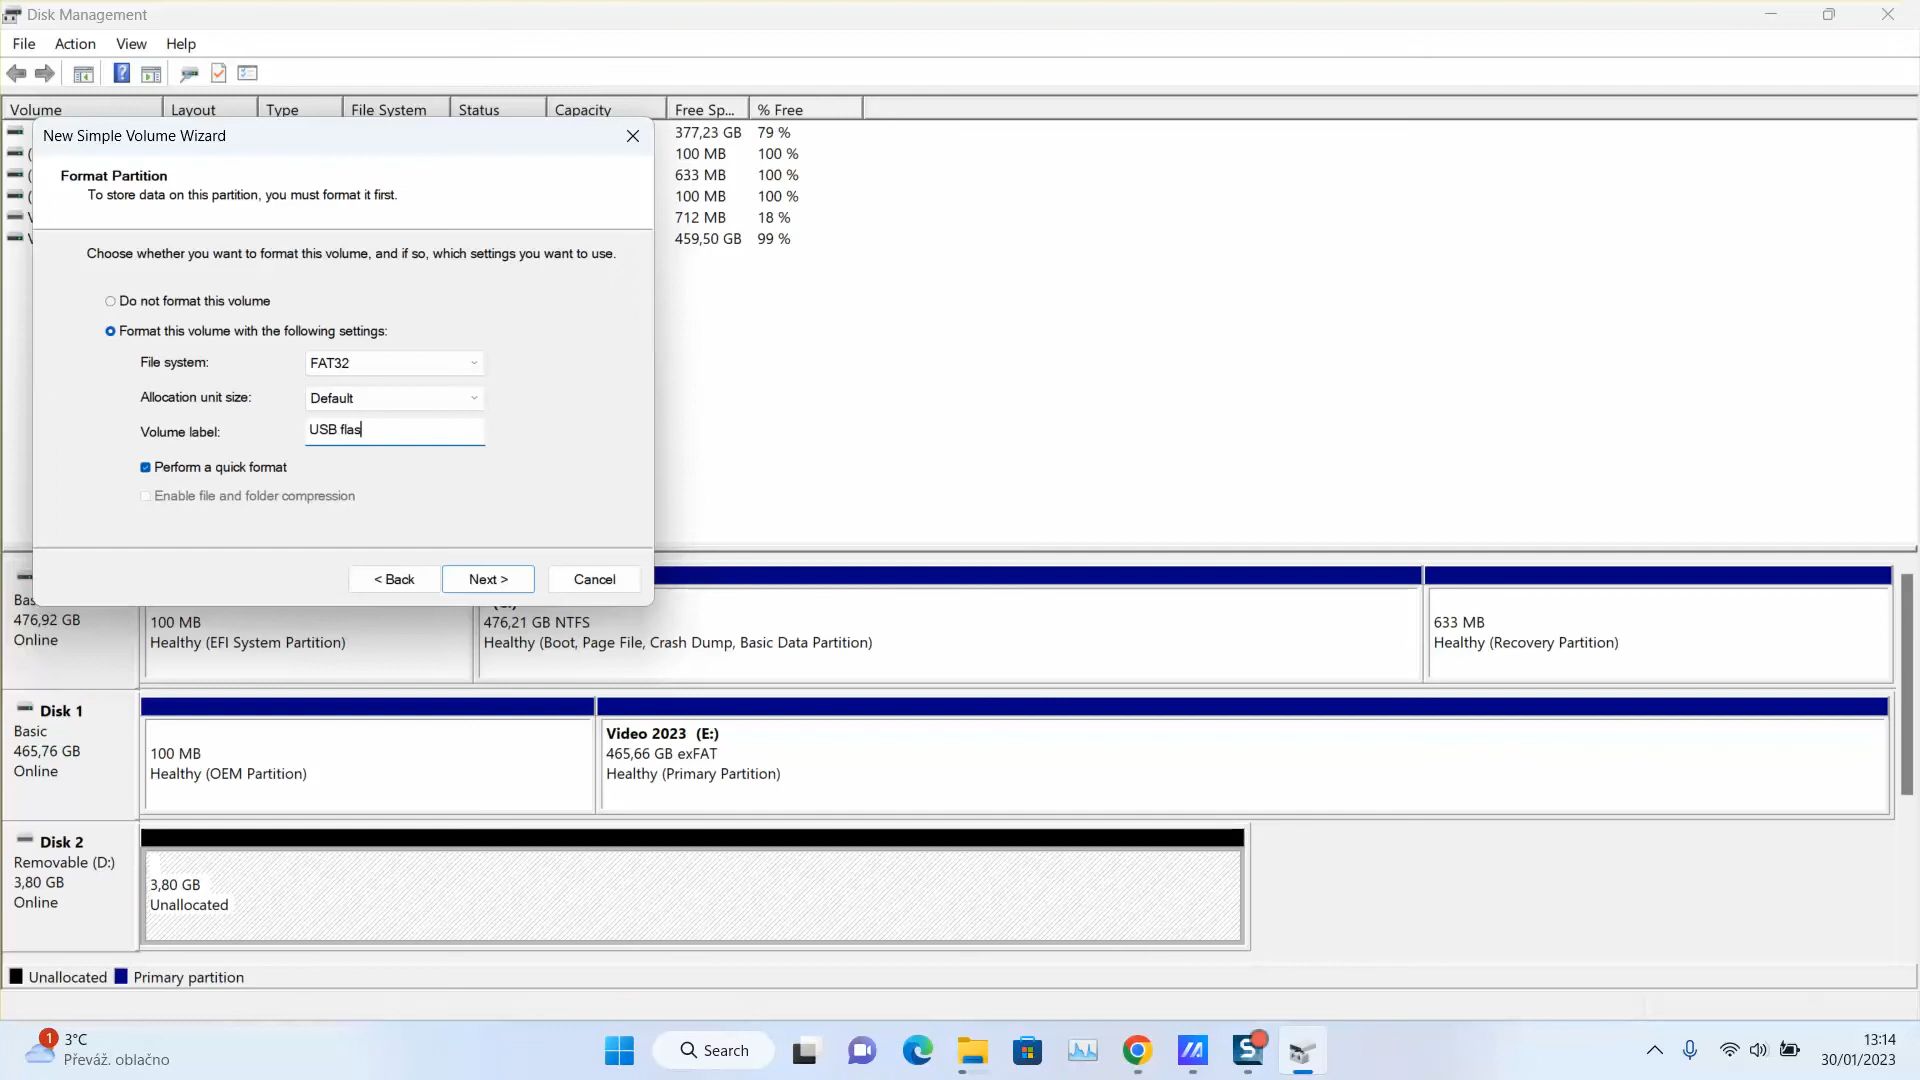 Disk Management
File Action View Help
Volume Layout Type File System Status Capacity Free Sp... % Free
377,23 GB 79 %
100 MB 100 %
633 MB 100 %
100 MB 100 %
712 MB 18 %
459,50 GB 99 %
New Simple Volume Wizard
Format Partition
To store data on this partition, you must format it first.
Choose whether you want to format this volume, and if so, which settings you want to use.
Do not format this volume
Format this volume with the following settings:
File system: FAT32
Allocation unit size: Default
Volume label: USB flas
Perform a quick format
Enable file and folder compression
< Back Next > Cancel
476,92 GB
Online
100 MB
Healthy (EFI System Partition)
476,21 GB NTFS
Healthy (Boot, Page File, Crash Dump, Basic Data Partition)
633 MB
Healthy (Recovery Partition)
Disk 1
Basic
465,76 GB
Online
100 MB
Healthy (OEM Partition)
Video 2023 (E:)
465,66 GB exFAT
Healthy (Primary Partition)
Disk 2
Removable (D:)
3,80 GB
Online
3,80 GB
Unallocated
Unallocated Primary partition
1
3°C
Převáž. oblačno
Search
13:14
30/01/2023